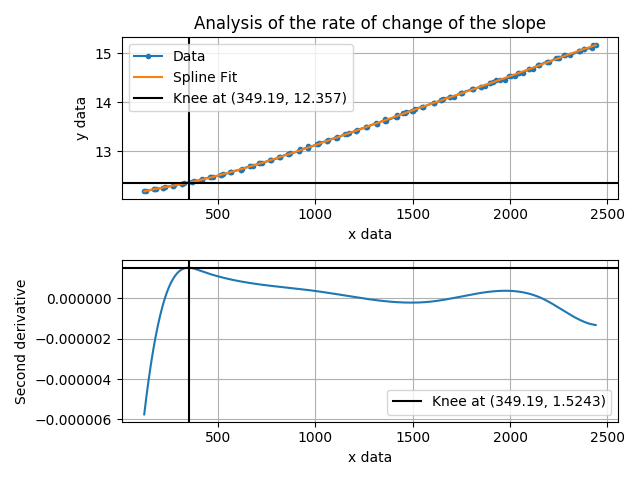 Analysis of the rate of change of the slope
Data
Spline Fit
Knee at (349.19, 12.357)
15
14
13
y data
500 1000 1500 2000 2500
x data
0.000000
−0.000002
−0.000004
−0.000006
Second derivative
Knee at (349.19, 1.5243)
500 1000 1500 2000 2500
x data